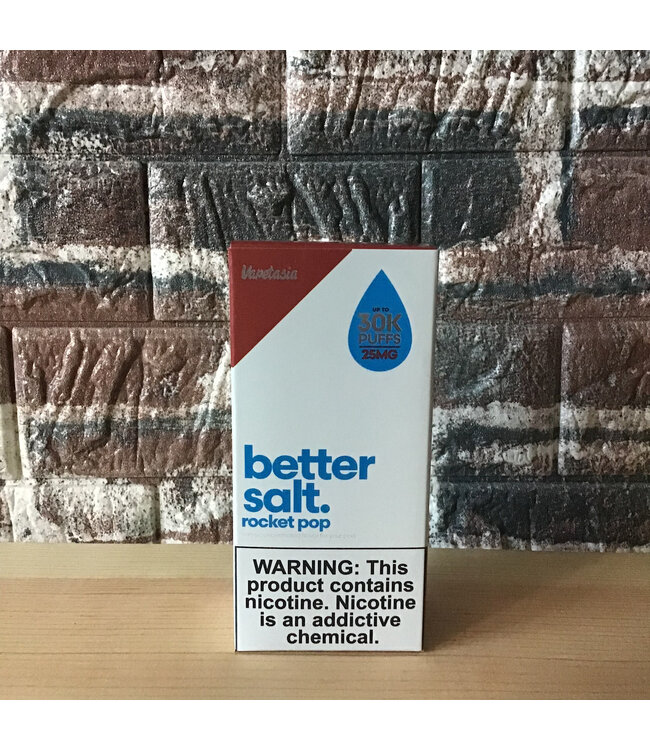 Vapetasia
UP TO
30K
PUFFS
25MG
better
salt.
rocket pop
WARNING: This
product contains
nicotine. Nicotine
is an addictive
chemical.